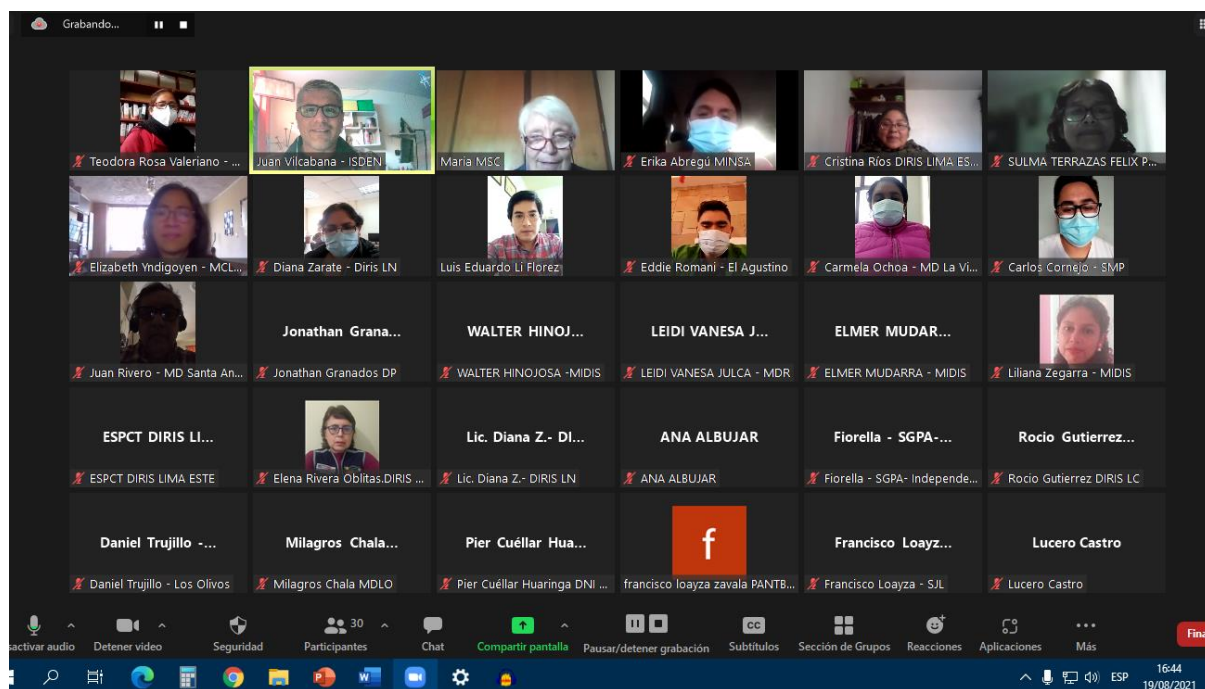 Grabando...
Teodora Rosa Valeriano - ...
Juan Vilcabana - ISDEN
Maria MSC
Erika Abregú MINSA
Cristina Ríos DIRIS LIMA ES...
SULMA TERRAZAS FELIX P...
Elizabeth Yndigoyen - MCL...
Diana Zarate - Diris LN
Luis Eduardo Li Florez
Eddie Romani - El Agustino
Carmela Ochoa - MD La Vi...
Carlos Cornejo - SMP
Jonathan Grana...
WALTER HINOJ...
LEIDI VANESA J...
ELMER MUDAR...
Juan Rivero - MD Santa An...
Jonathan Granados DP
WALTER HINOJOSA -MIDIS
LEIDI VANESA JULCA - MDR
ELMER MUDARRA - MIDIS
Liliana Zegarra - MIDIS
ESPCT DIRIS LI...
Lic. Diana Z.- DI...
ANA ALBUJAR
Fiorella - SGPA-...
Rocio Gutierrez...
ESPCT DIRIS LIMA ESTE
Elena Rivera Oblitas.DIRIS ...
Lic. Diana Z.- DIRIS LN
ANA ALBUJAR
Fiorella - SGPA- Independe...
Rocio Gutierrez DIRIS LC
Daniel Trujillo -...
Milagros Chala...
Pier Cuéllar Hua...
f
Francisco Loayz...
Lucero Castro
Daniel Trujillo - Los Olivos
Milagros Chala MDLO
Pier Cuéllar Huaringa DNI ...
francisco loayza zavala PANTB...
Francisco Loayza - SJL
Lucero Castro
sactivar audio
Detener video
Seguridad
30
Participantes
Chat
Compartir pantalla
Pausar/detener grabación
CC
Subtítulos
Sección de Grupos
Reacciones
Aplicaciones
Más
Fina
ESP
16:44
19/08/2021